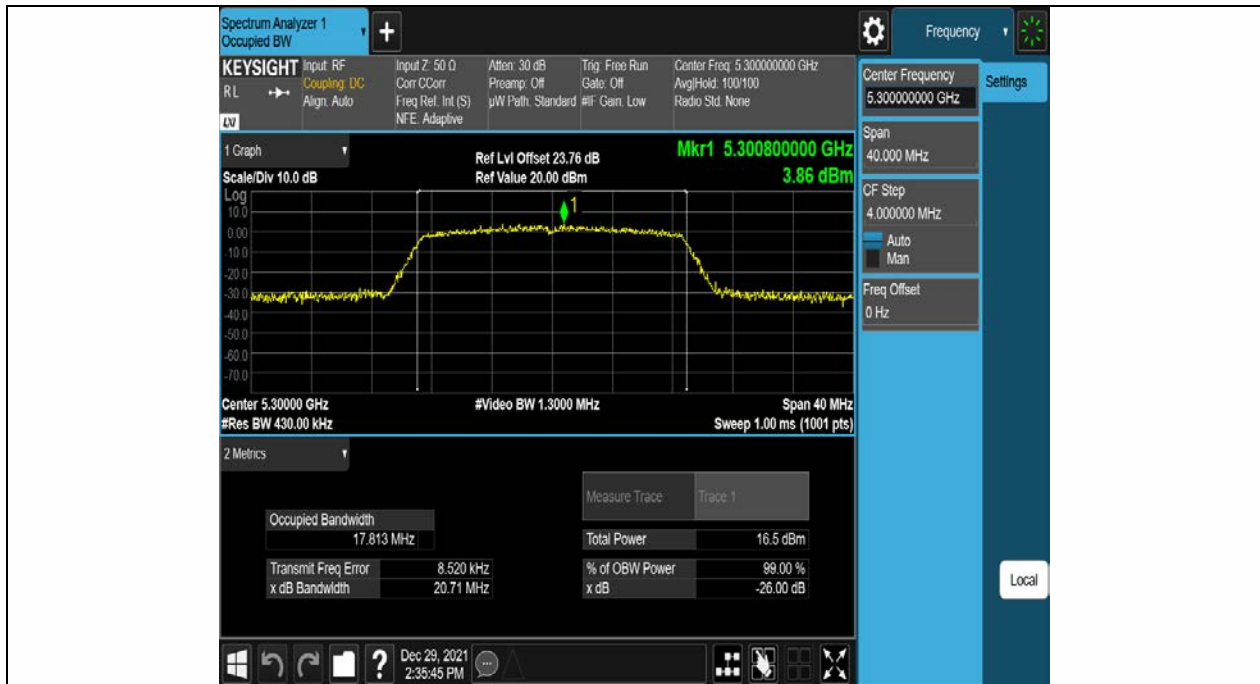 Spectrum Analyzer 1
Occupied BW
+
Frequency
KEYSIGHT
RL
LXI
Input: RF
Coupling: DC
Align: Auto
Input Z: 50 Ω
Corr CCorr
Freq Ref: Int (S)
NFE: Adaptive
Atten: 30 dB
Preamp: Off
µW Path: Standard
Trig: Free Run
Gate: Off
#IF Gain: Low
Center Freq: 5.300000000 GHz
Avg|Hold: 100/100
Radio Std: None
Center Frequency
5.300000000 GHz
Settings
Span
40.000 MHz
CF Step
4.000000 MHz
Auto
Man
Freq Offset
0 Hz
Local
1 Graph
Scale/Div 10.0 dB
Ref Lvl Offset 23.76 dB
Ref Value 20.00 dBm
Mkr1 5.300800000 GHz
3.86 dBm
Log
10.0
0.00
-10.0
-20.0
-30.0
-40.0
-50.0
-60.0
-70.0
1
Center 5.30000 GHz
#Res BW 430.00 kHz
#Video BW 1.3000 MHz
Span 40 MHz
Sweep 1.00 ms (1001 pts)
2 Metrics
Measure Trace Trace 1
Occupied Bandwidth
17.813 MHz
Total Power 16.5 dBm
Transmit Freq Error 8.520 kHz
% of OBW Power 99.00 %
x dB Bandwidth 20.71 MHz
x dB -26.00 dB
?
Dec 29, 2021
2:35:45 PM